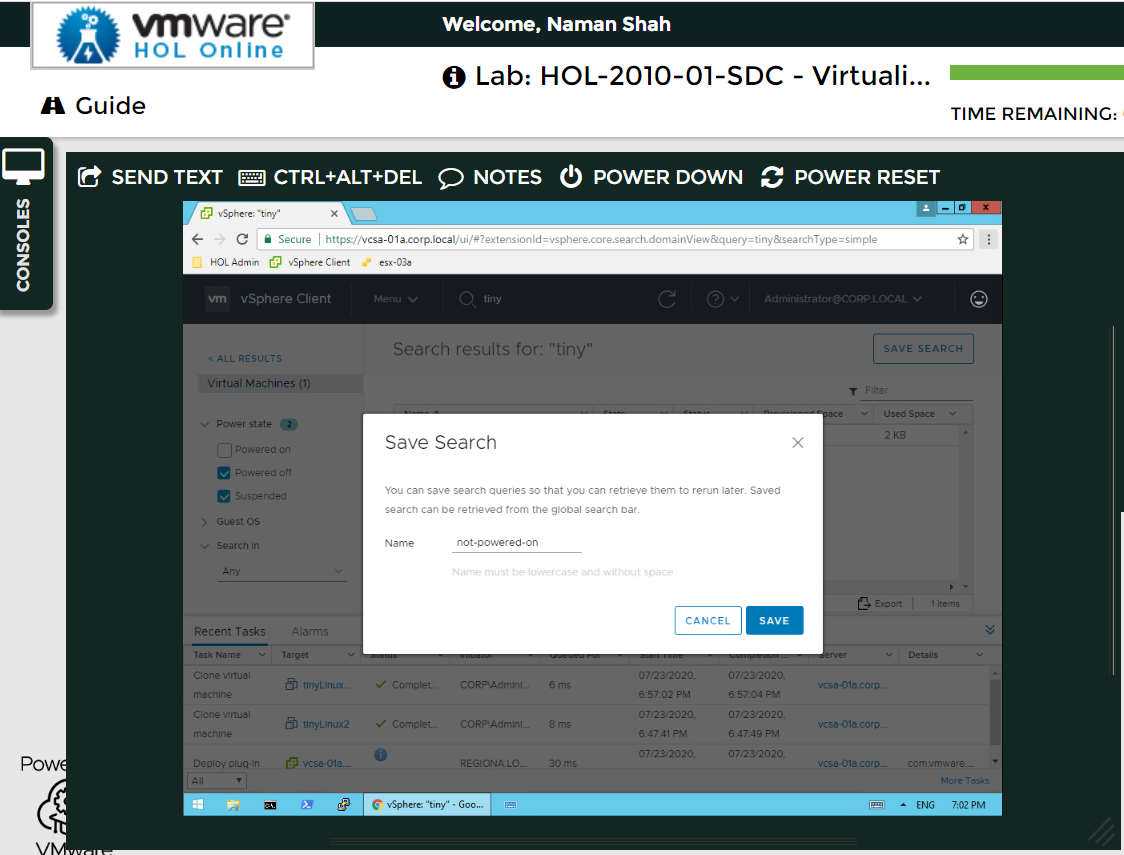 vmware®
HOL Online
Welcome, Naman Shah
Lab: HOL-2010-01-SDC - Virtuali...
TIME REMAINING:
Guide
CONSOLES
SEND TEXT CTRL+ALT+DEL NOTES POWER DOWN POWER RESET
vSphere: "tiny"
Secure https://vcsa-01a.corp.local/ui/#?extensionId=vsphere.core.search.domainView&query=tiny&searchType=simple
HOL Admin vSphere Client esx-03a
vm vSphere Client Menu tiny Administrator@CORP.LOCAL
< ALL RESULTS
Search results for: "tiny"
SAVE SEARCH
Virtual Machines (1)
Filter
Name State Status Provisioned Space Used Space
2 KB
Power state 2
Powered on
Powered off
Suspended
Guest OS
Search in
Any
Export 1 items
Save Search
You can save search queries so that you can retrieve them to rerun later. Saved
search can be retrieved from the global search bar.
Name not-powered-on
Name must be lowercase and without space
CANCEL SAVE
Recent Tasks Alarms
Task Name Target Status Initiator Queued For Start Time Completion ... Server Details
Clone virtual
machine
tinyLinux... Complet... CORP\Admini... 6 ms
07/23/2020,
6:57:02 PM
07/23/2020,
6:57:04 PM
vcsa-01a.corp...
Clone virtual
machine
tinyLinux2 Complet... CORP\Admini... 8 ms
07/23/2020,
6:47:41 PM
07/23/2020,
6:47:49 PM
vcsa-01a.corp...
Deploy plug-in vcsa-01a.... REGIONA.LO... 30 ms
07/23/2020,
07/23/2020,
vcsa-01a.corp... com.vmware....
All
More Tasks
vSphere: "tiny" - Goo...
ENG 7:02 PM
Powe
VMware